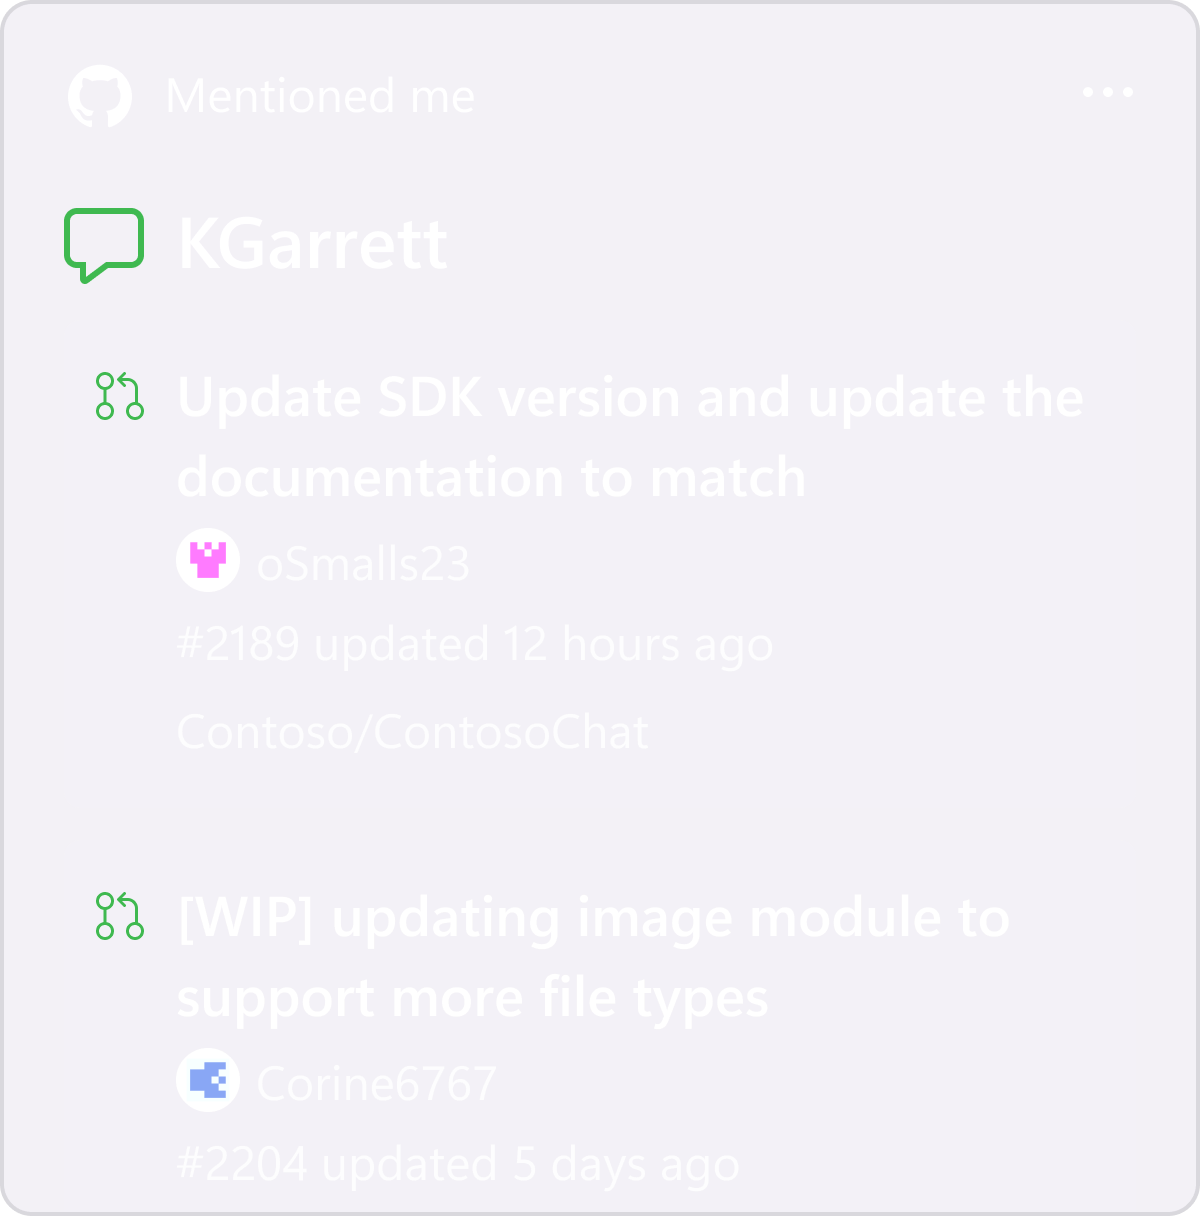 Mentioned me
KGarrett
Update SDK version and update the
documentation to match
oSmalls23
#2189 updated 12 hours ago
Contoso/ContosoChat
[WIP] updating image module to
support more file types
Corine6767
#2204 updated 5 days ago